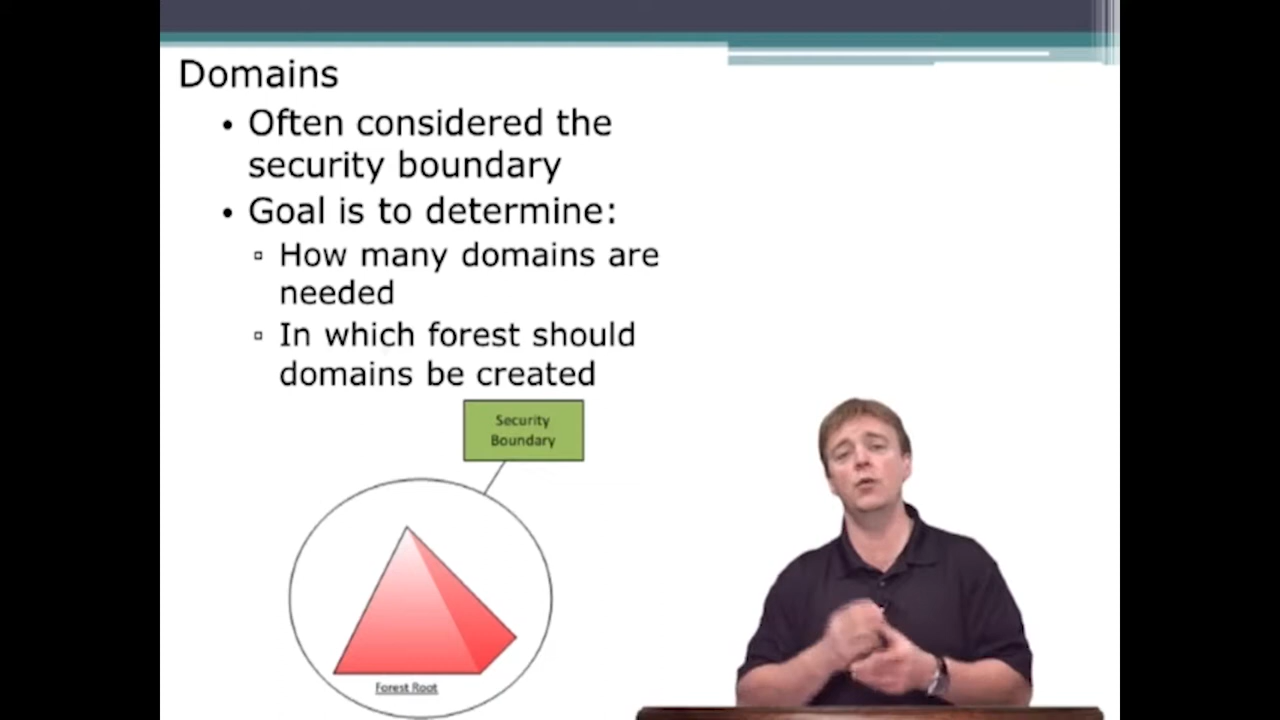 Domains
• Often considered the
security boundary
• Goal is to determine:
▫ How many domains are
needed
▫ In which forest should
domains be created
Security
Boundary
Forest Root